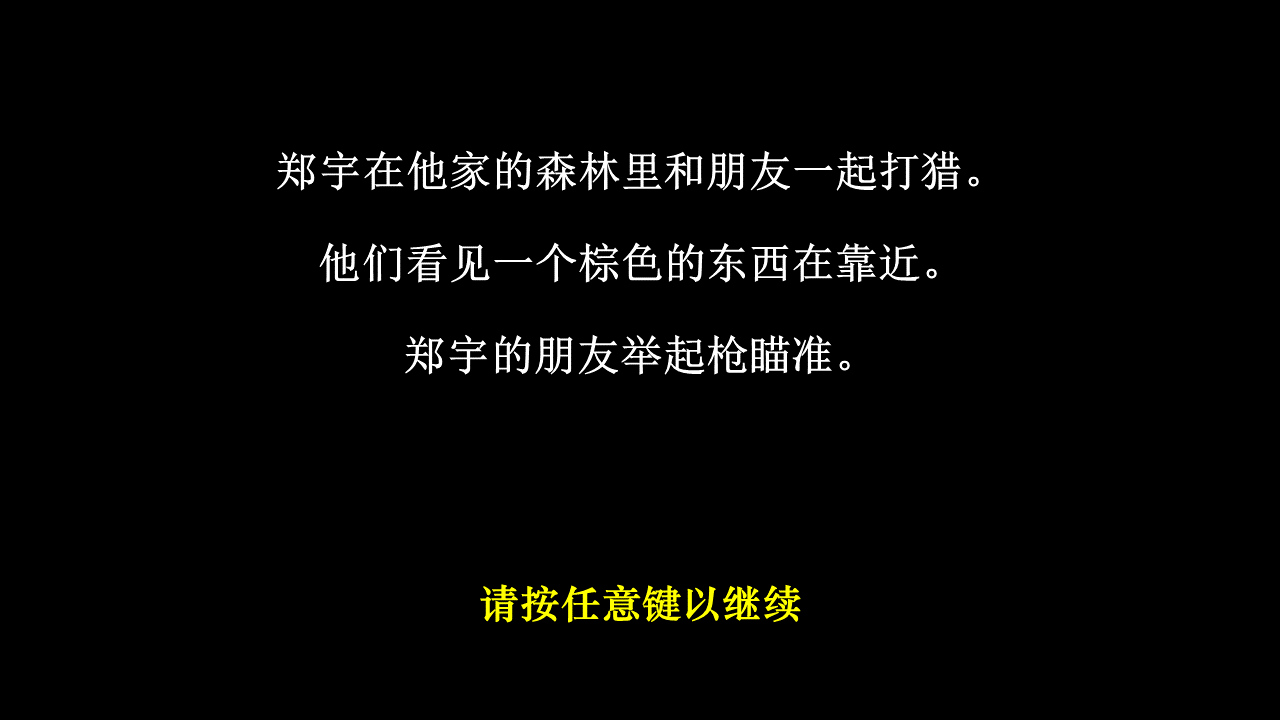 郑宇在他家的森林里和朋友一起打猎。
他们看见一个棕色的东西在靠近。
郑宇的朋友举起枪瞄准。
请按任意键以继续